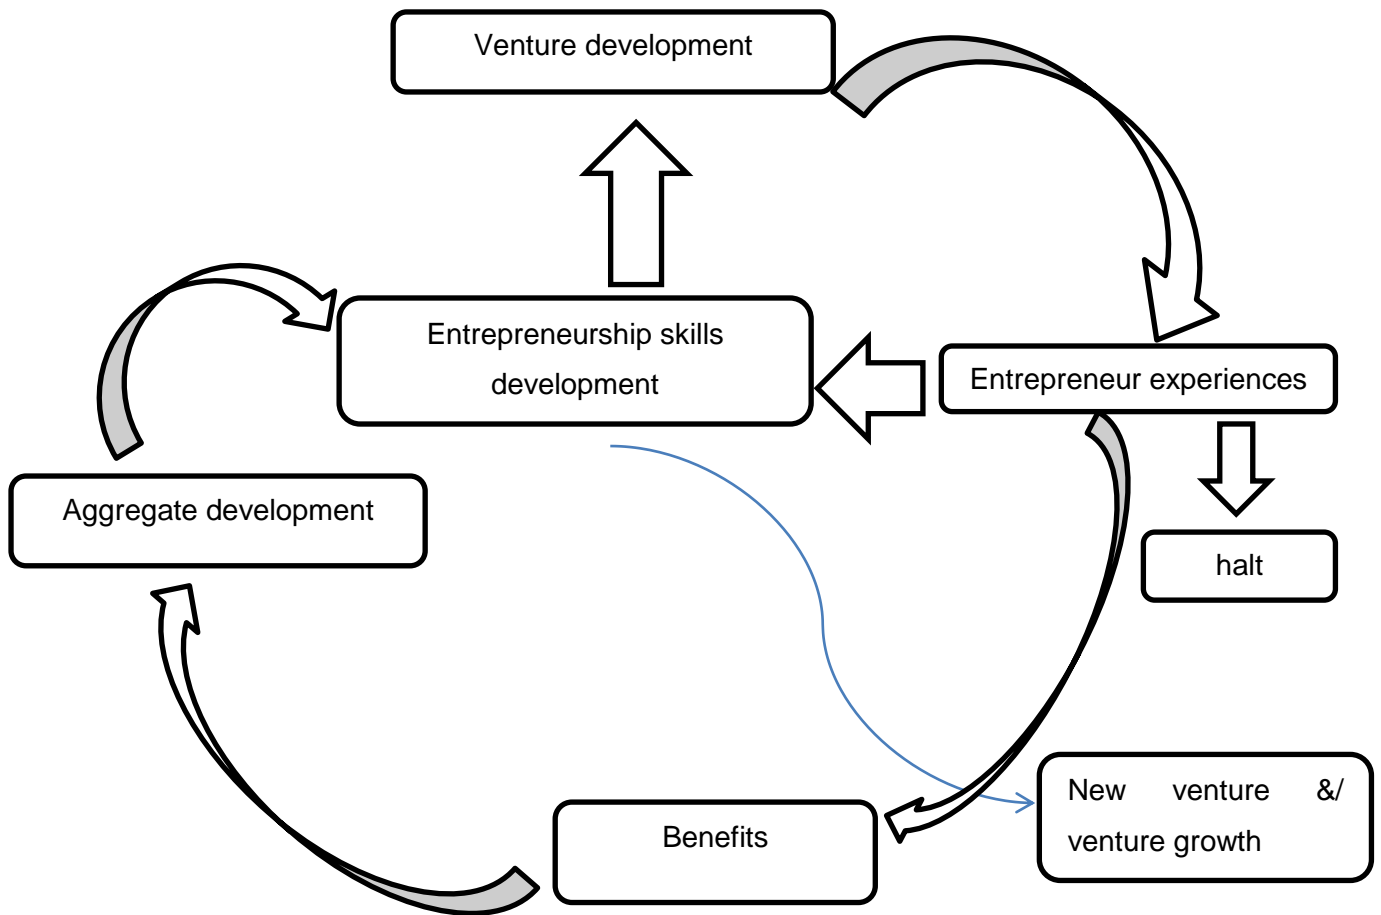 Venture development
Entrepreneurship skills
development
Entrepreneur experiences
Aggregate development
halt
New venture &/
venture growth
Benefits